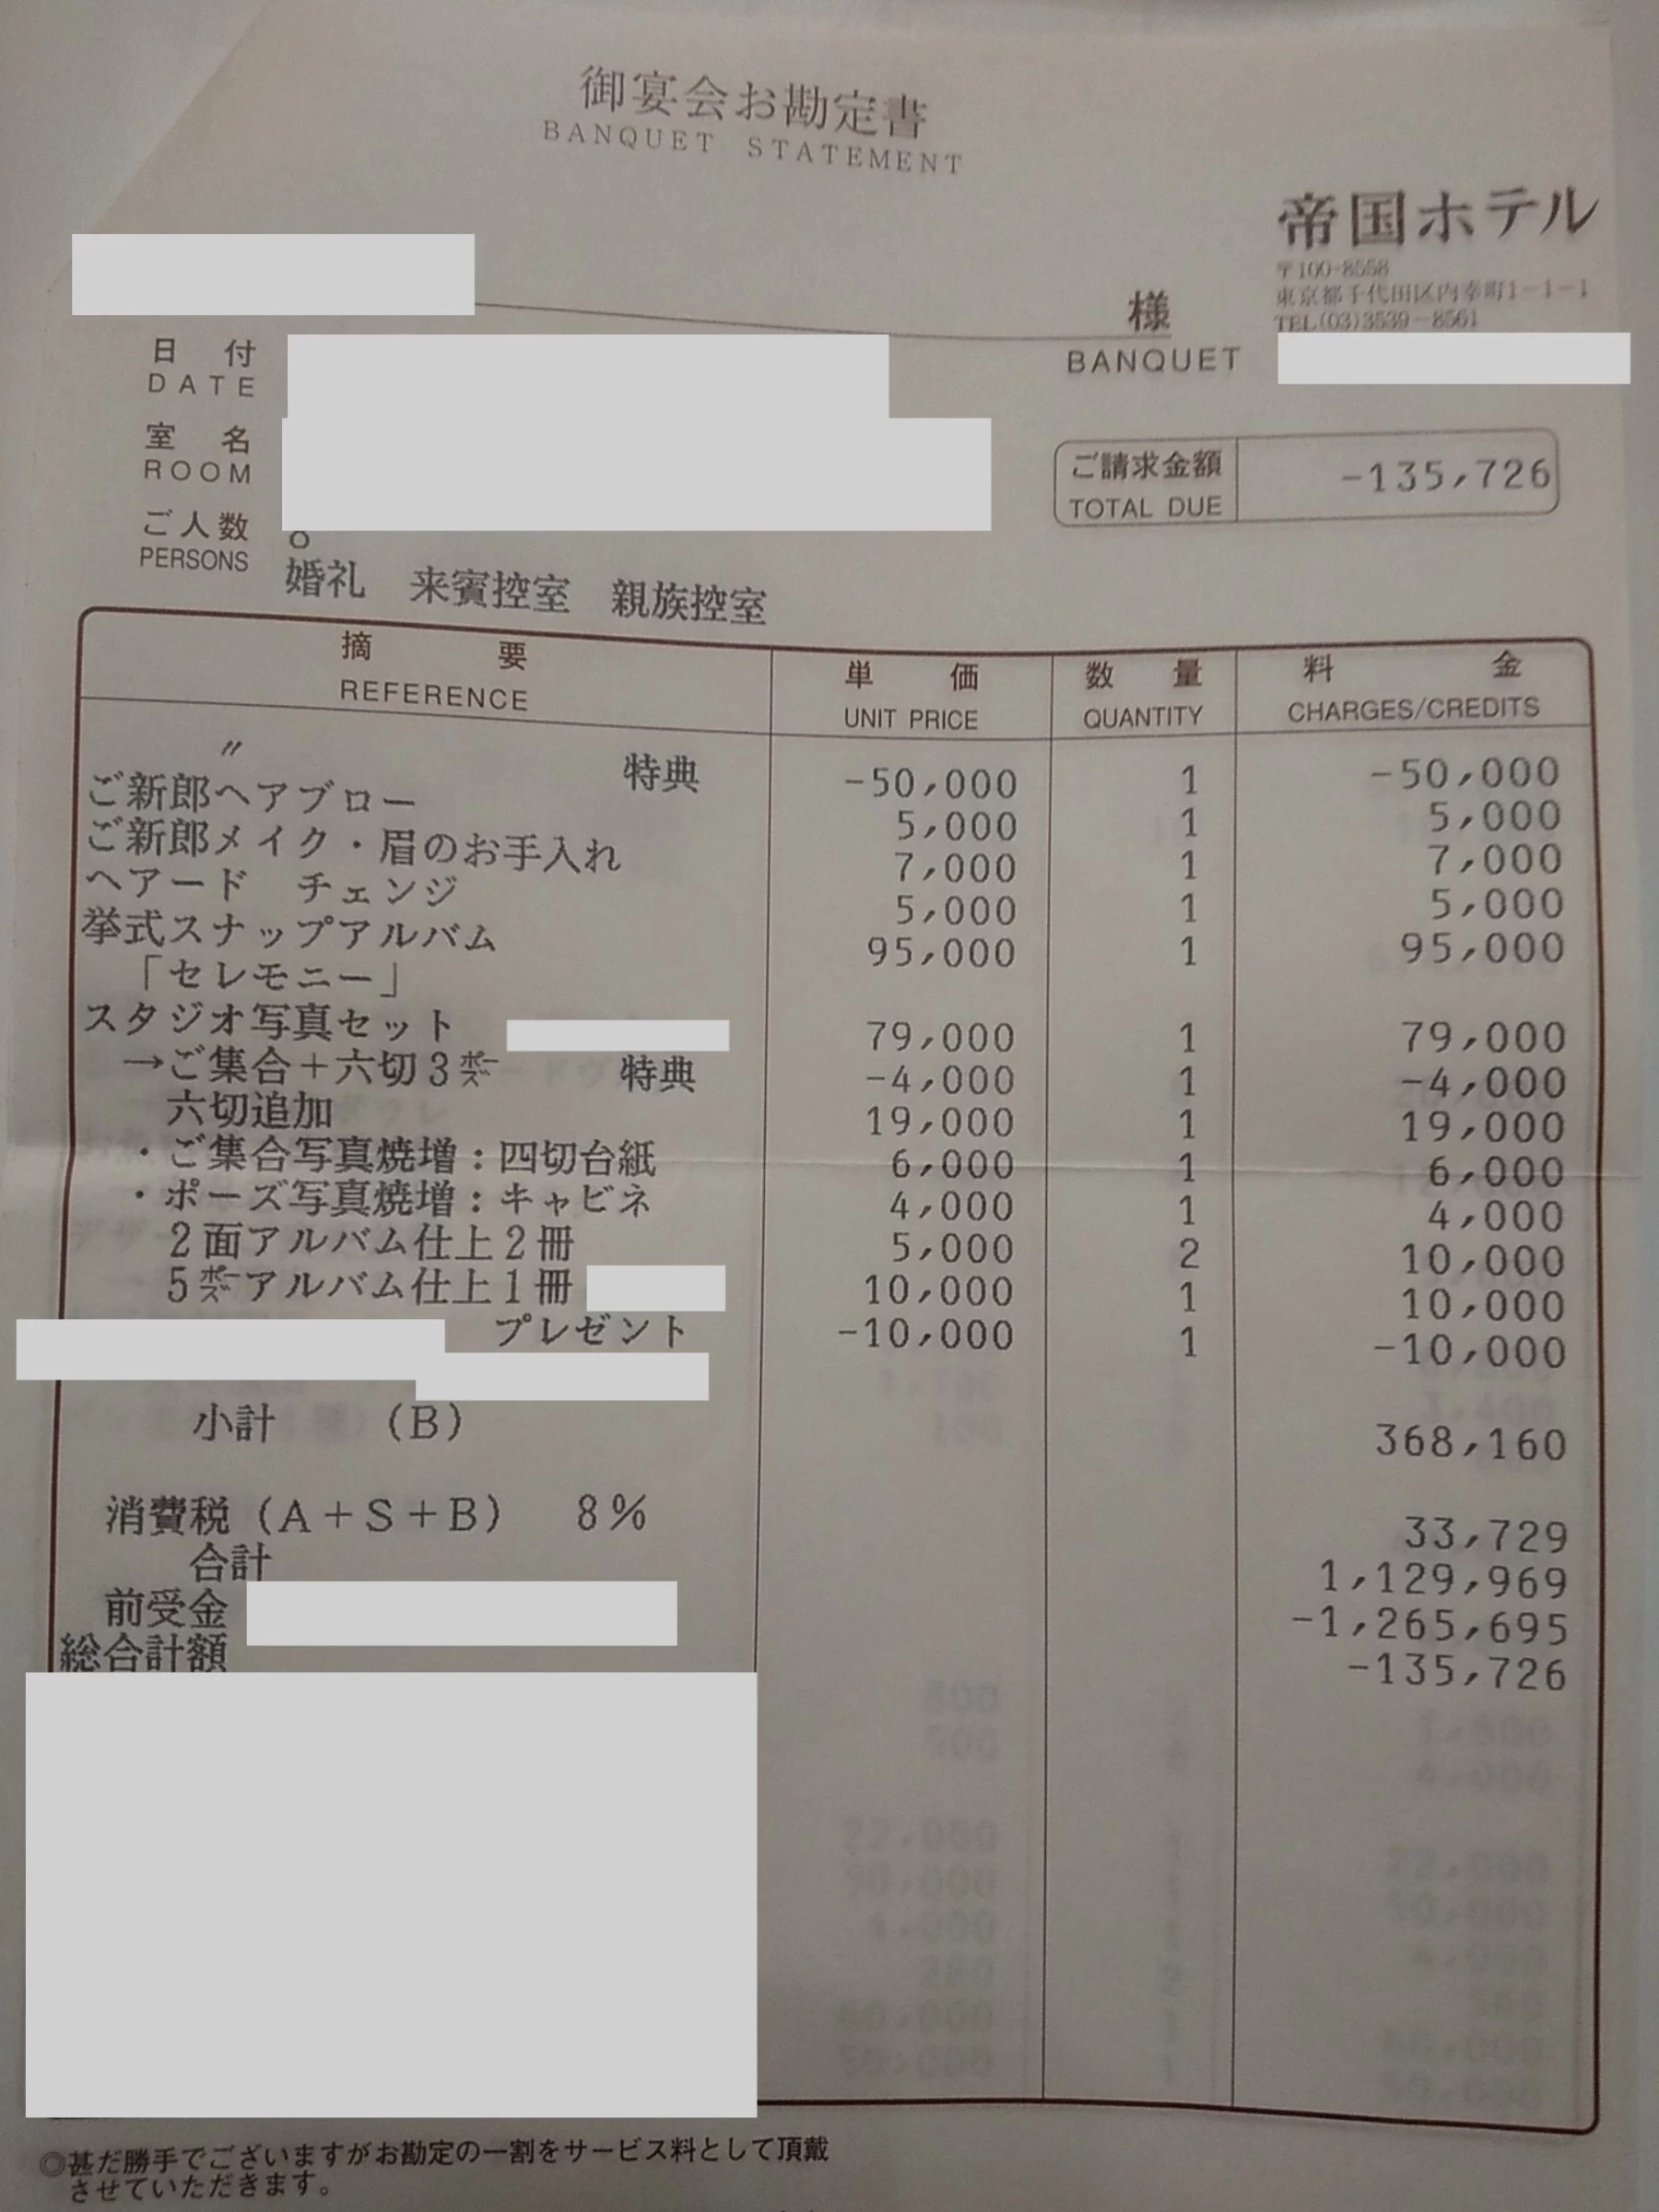 御宴会お勘定書
BANQUET STATEMENT
帝国ホテル
〒100-8558
東京都千代田区内幸町1-1-1
TEL(03)3539-8561
様
BANQUET
日付
DATE
室名
ROOM
ご人数
PERSONS
ご請求金額 -135,726
TOTAL DUE
婚礼 来賓控室 親族控室
摘要 単価 数量 料金
REFERENCE UNIT PRICE QUANTITY CHARGES/CREDITS
〃 特典 -50,000 1 -50,000
ご新郎ヘアブロー 5,000 1 5,000
ご新郎メイク・眉のお手入れ 7,000 1 7,000
ヘアード チェンジ 5,000 1 5,000
挙式スナップアルバム 95,000 1 95,000
「セレモニー」
スタジオ写真セット 79,000 1 79,000
→ご集合+六切3ポーズ 特典 -4,000 1 -4,000
六切追加 19,000 1 19,000
・ご集合写真焼増:四切台紙 6,000 1 6,000
・ポーズ写真焼増:キャビネ 4,000 1 4,000
2面アルバム仕上2冊 5,000 2 10,000
5ポーズアルバム仕上1冊 10,000 1 10,000
プレゼント -10,000 1 -10,000
小計 (B) 368,160
消費税(A+S+B) 8% 33,729
合計 1,129,969
前受金 -1,265,695
総合計額 -135,726
◎甚だ勝手でございますがお勘定の一割をサービス料として頂戴
させていただきます。